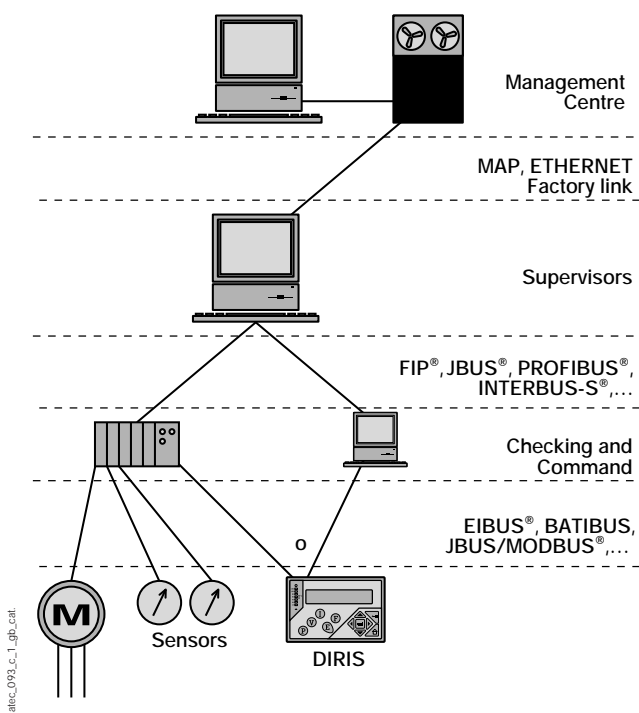 Management
Centre
MAP, ETHERNET
Factory link
Supervisors
FIP®, JBUS®, PROFIBUS®,
INTERBUS-S®,...
Checking and
Command
EIBUS®, BATIBUS,
JBUS/MODBUS®,...
o
M
Sensors
P V I E F
DIRIS
atec_093_c_1_gb_cat.